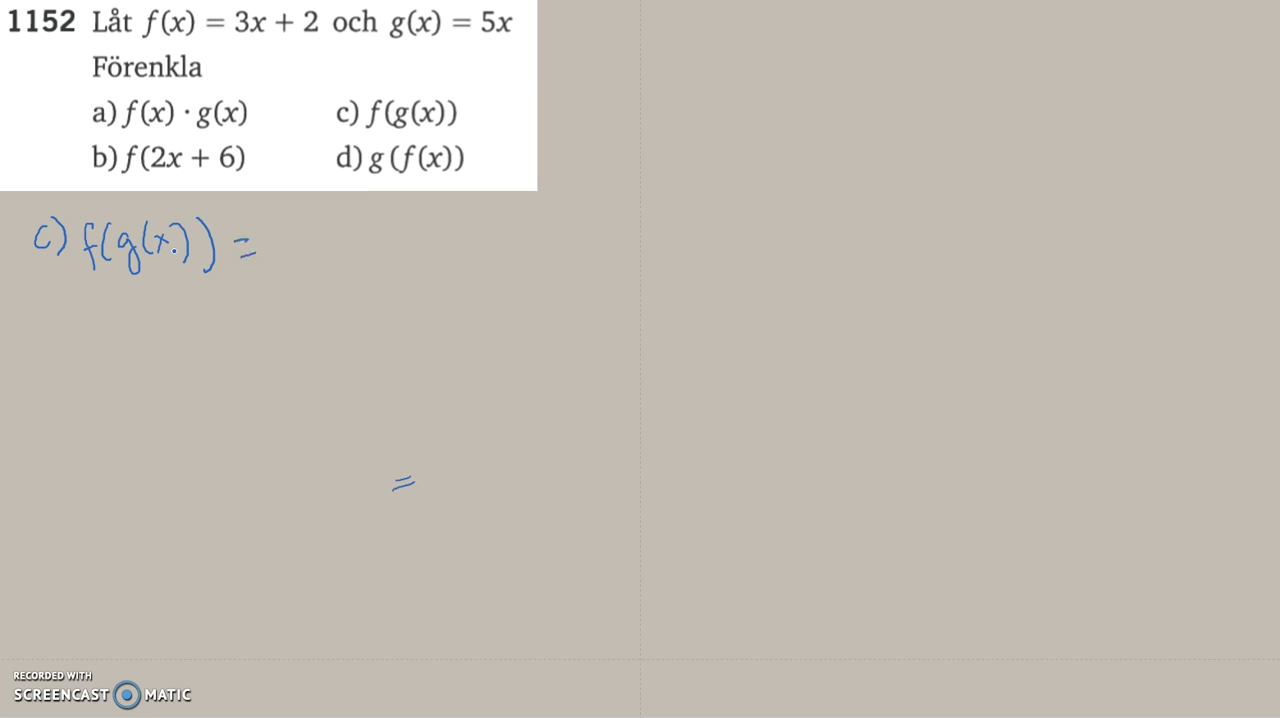 1152 Låt f(x) = 3x + 2 och g(x) = 5x
Förenkla
a) f(x) · g(x) c) f(g(x))
b) f(2x + 6) d) g(f(x))
c) f(g(x)) =
=
RECORDED WITH
SCREENCAST MATIC